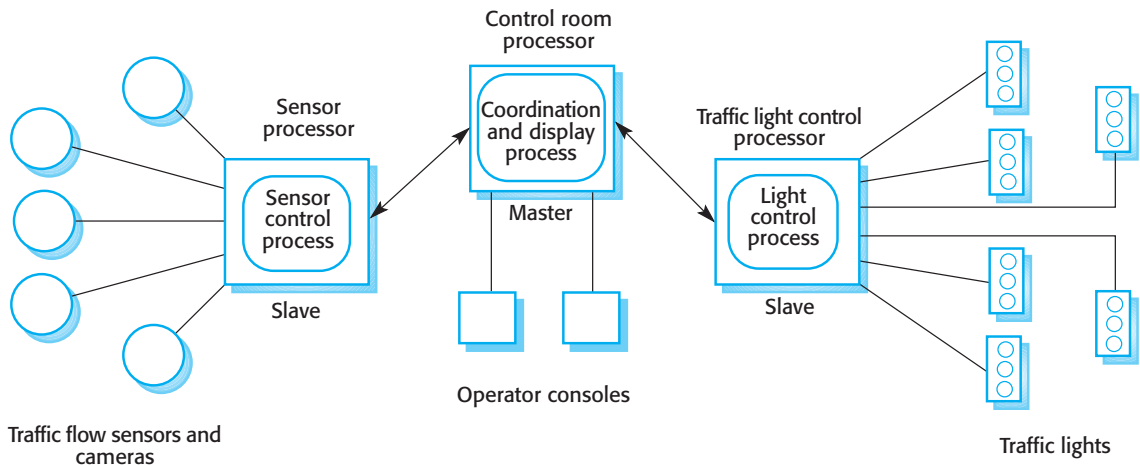 Control room
processor
Sensor
processor
Coordination
and display
process
Traffic light control
processor
Sensor
control
process
Master
Light
control
process
Slave
Slave
Operator consoles
Traffic flow sensors and
cameras
Traffic lights